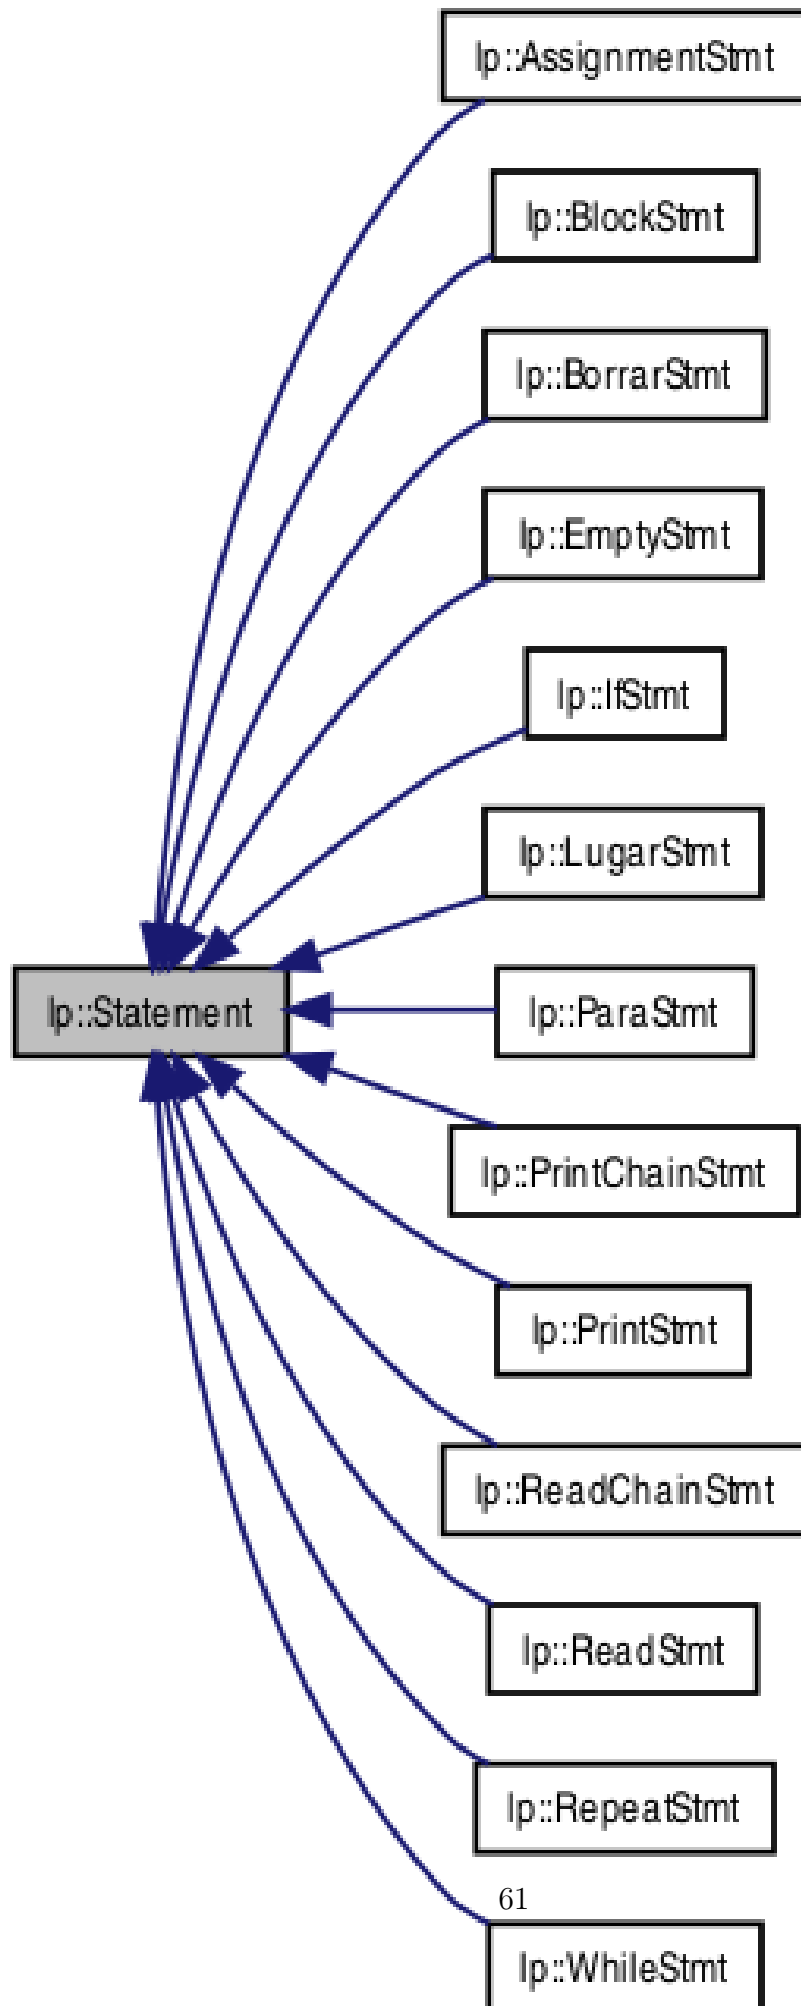 lp::AssignmentStmt
lp::BlockStmt
lp::BorrarStmt
lp::EmptyStmt
lp::IfStmt
lp::LugarStmt
lp::Statement
lp::ParaStmt
lp::PrintChainStmt
lp::PrintStmt
lp::ReadChainStmt
lp::ReadStmt
lp::RepeatStmt
61
lp::WhileStmt